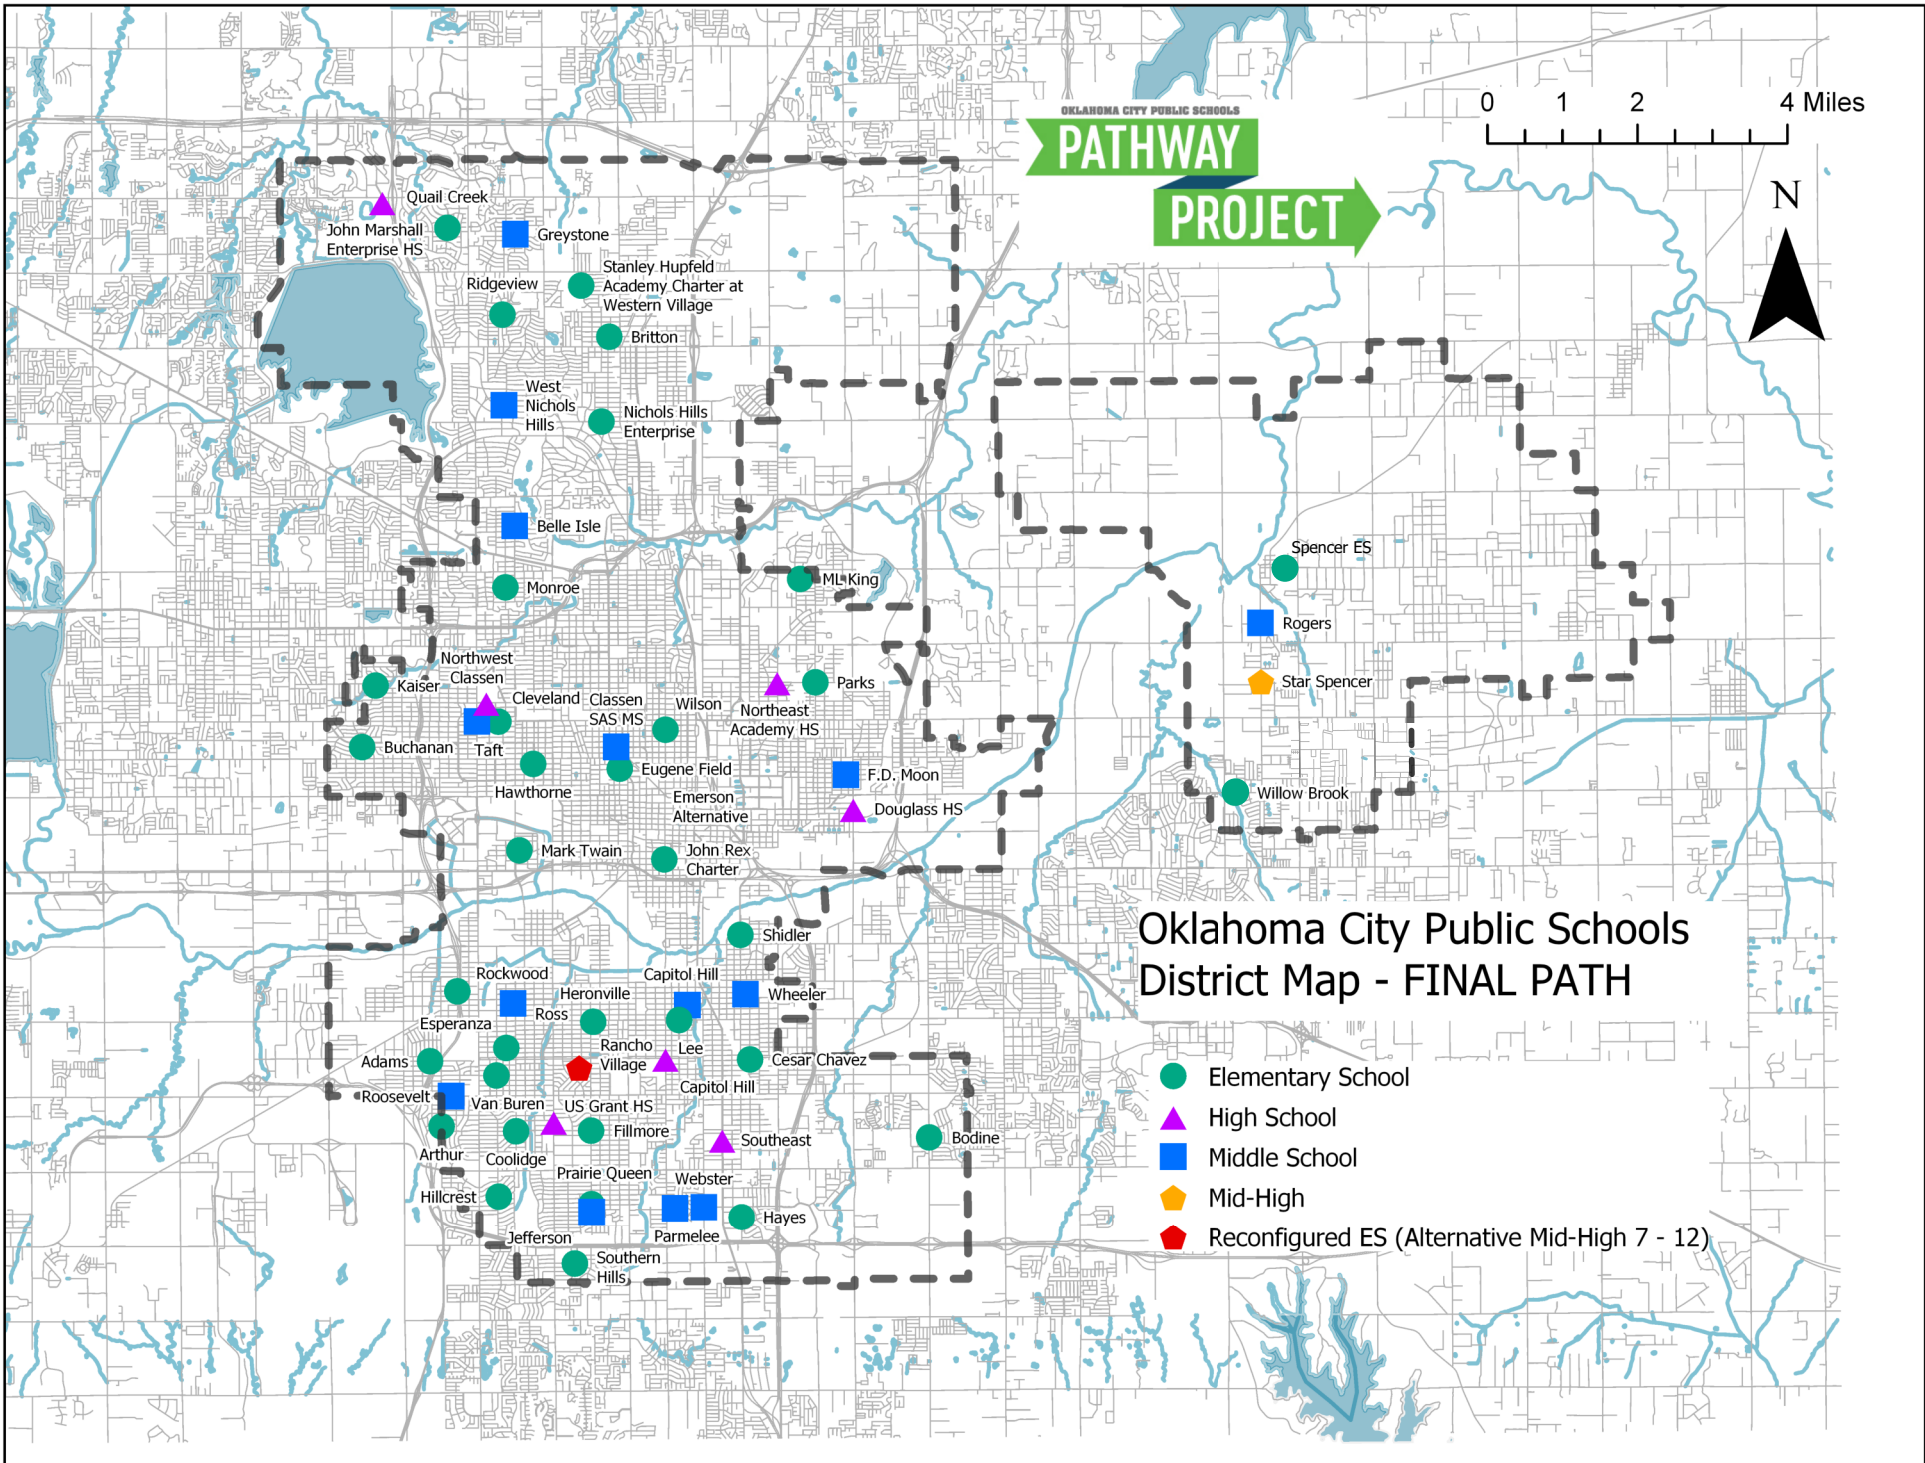 OKLAHOMA CITY PUBLIC SCHOOLS
PATHWAY
PROJECT
0 1 2 4 Miles
N
Quail Creek
John Marshall
Enterprise HS
Greystone
Stanley Hupfeld
Academy Charter at
Western Village
Ridgeview
Britton
West
Nichols
Hills
Nichols Hills
Enterprise
Belle Isle
Monroe
ML King
Spencer ES
Rogers
Star Spencer
Willow Brook
Northwest
Classen
Kaiser
Cleveland
Classen
SAS MS
Wilson
Parks
Northeast
Academy HS
Buchanan
Taft
Hawthorne
Eugene Field
F.D. Moon
Emerson
Alternative
Douglass HS
Mark Twain
John Rex
Charter
Shidler
Rockwood
Capitol Hill
Heronville
Wheeler
Ross
Esperanza
Rancho
Village
Lee
Adams
Cesar Chavez
Capitol Hill
Roosevelt
Van Buren
US Grant HS
Fillmore
Southeast
Bodine
Arthur
Coolidge
Prairie Queen
Webster
Hillcrest
Hayes
Jefferson
Parmelee
Southern
Hills
Oklahoma City Public Schools
District Map - FINAL PATH
Elementary School
High School
Middle School
Mid-High
Reconfigured ES (Alternative Mid-High 7 - 12)